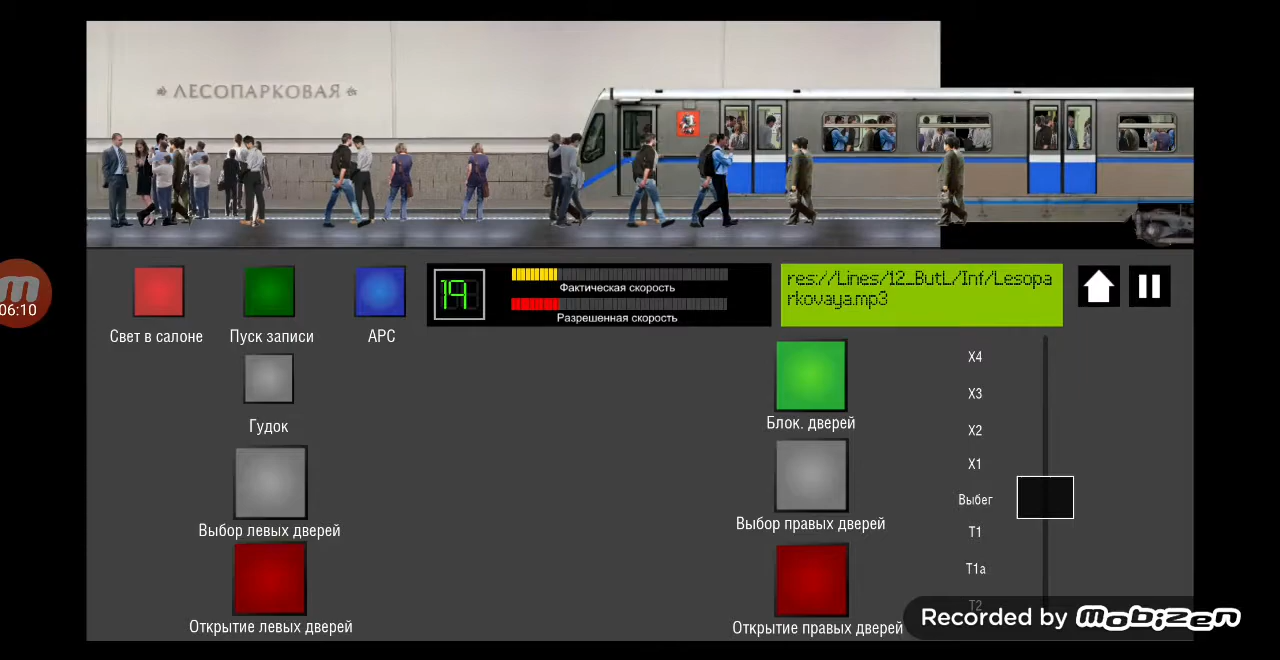 ЛЕСОПАРКОВАЯ
06:10
19
Фактическая скорость
Разрешенная скорость
res://Lines/12_ButL/Inf/Lesopa
rkovaya.mp3
Свет в салоне
Пуск записи
АРС
Гудок
Выбор левых дверей
Открытие левых дверей
Блок. дверей
Выбор правых дверей
Открытие правых дверей
X4
X3
X2
X1
Выбег
T1
T1a
T2
Recorded by mobizen